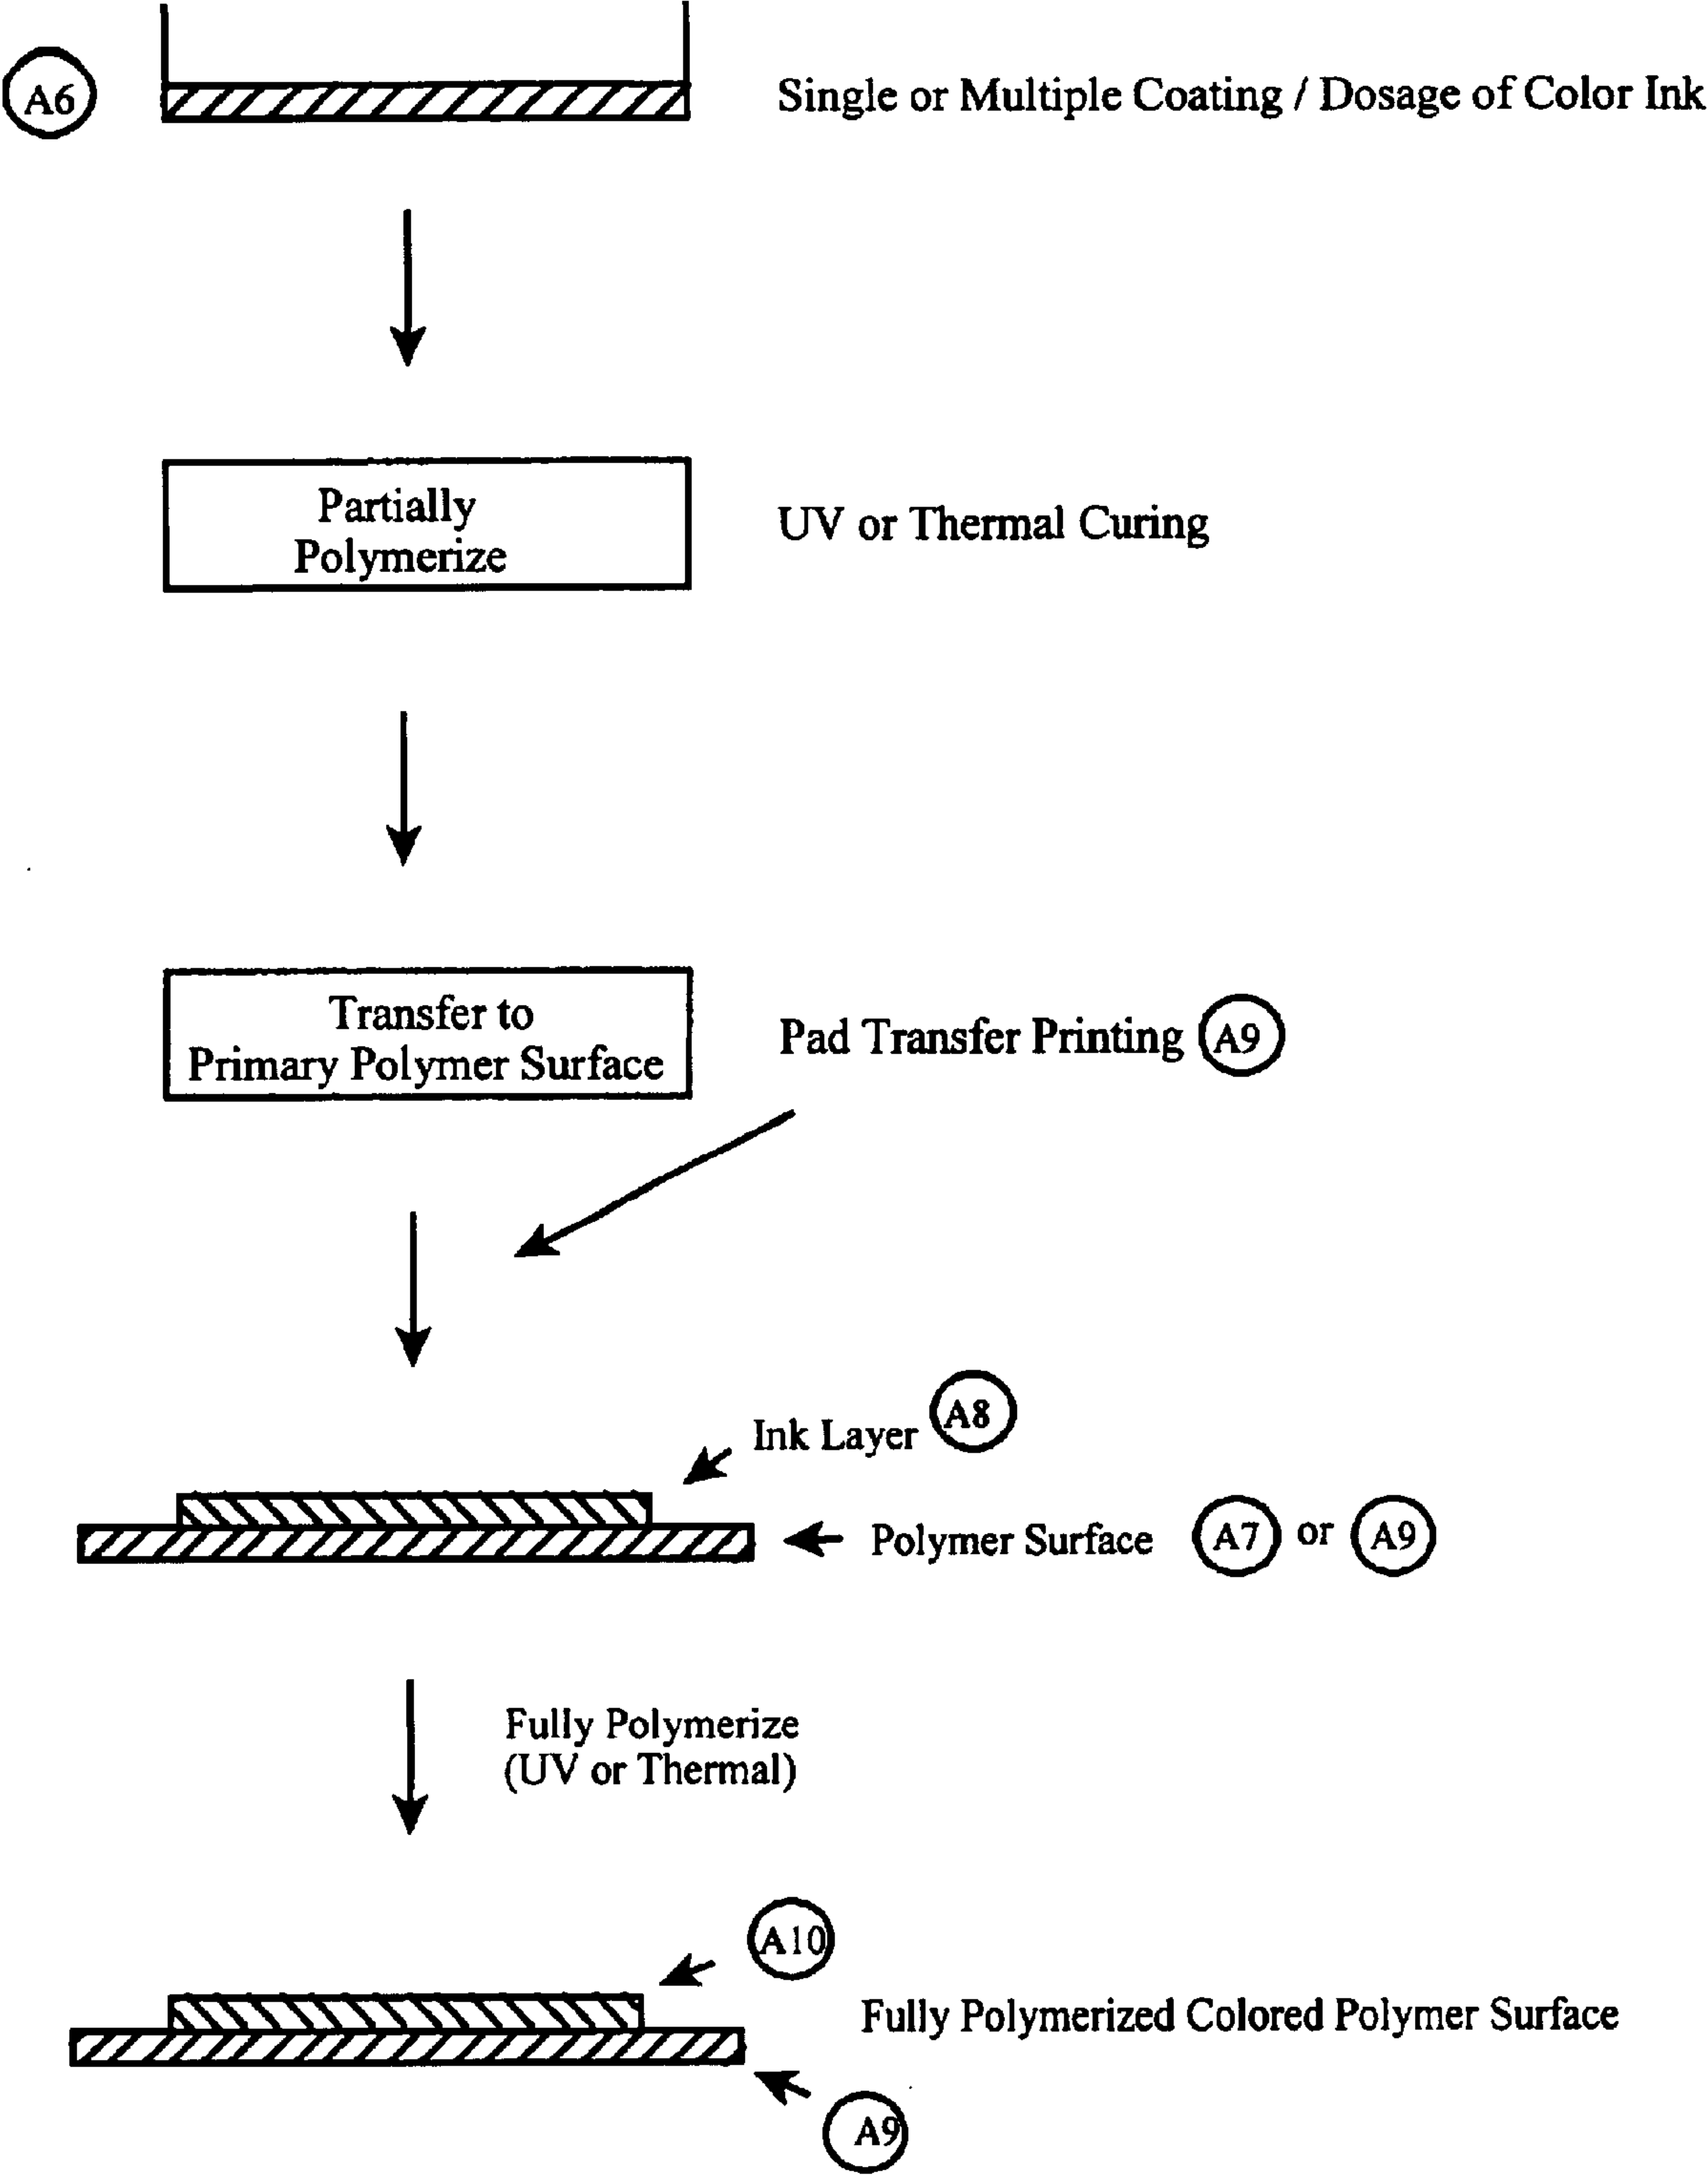 A6
Single or Multiple Coating / Dosage of Color Ink
Partially
Polymerize
UV or Thermal Curing
Transfer to
Primary Polymer Surface
Pad Transfer Printing A9
Ink Layer A8
Polymer Surface A7 or A9
Fully Polymerize
(UV or Thermal)
A10
Fully Polymerized Colored Polymer Surface
A9